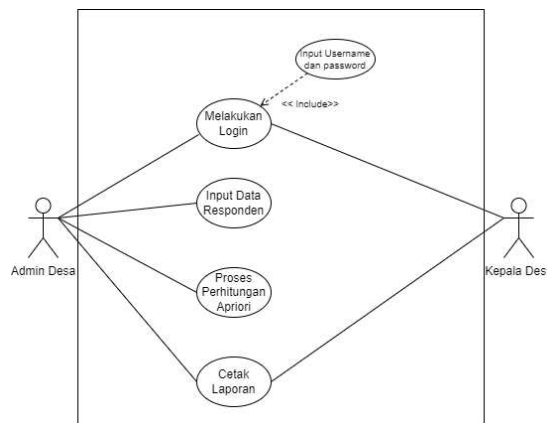 Input Username
dan password
<< Include>>
Melakukan
Login
Input Data
Responden
Admin Desa
Kepala Des
Proses
Perhitungan
Apriori
Cetak
Laporan